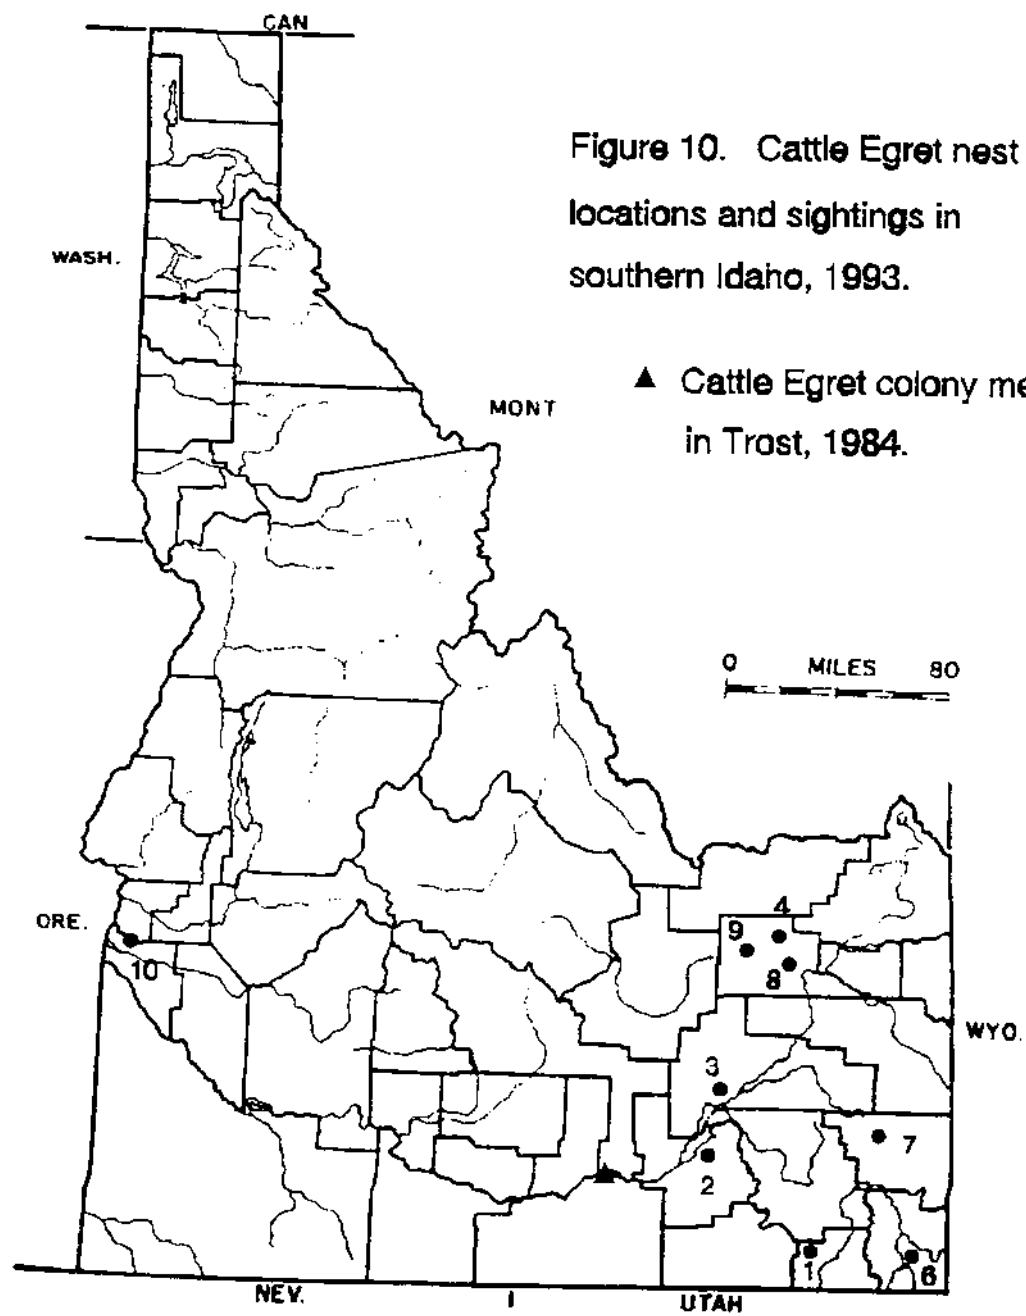 CAN
Figure 10. Cattle Egret nest
locations and sightings in
southern Idaho, 1993.
WASH.
▲ Cattle Egret colony me
in Trost, 1984.
MONT
0 MILES 80
ORE.
4
9
8
10
WYO.
3
7
2
1
6
NEV.
UTAH